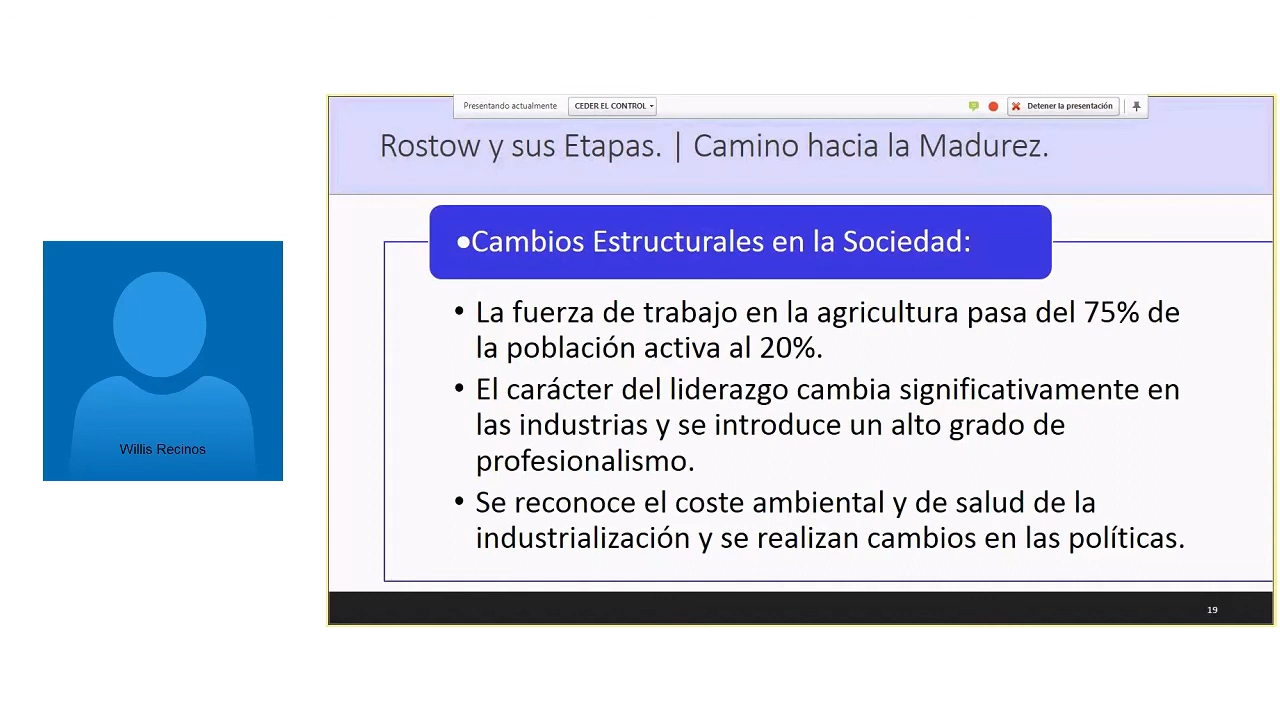 Presentando actualmente CEDER EL CONTROL Detener la presentación
Rostow y sus Etapas. | Camino hacia la Madurez.
•Cambios Estructurales en la Sociedad:
• La fuerza de trabajo en la agricultura pasa del 75% de
la población activa al 20%.
• El carácter del liderazgo cambia significativamente en
las industrias y se introduce un alto grado de
profesionalismo.
• Se reconoce el coste ambiental y de salud de la
industrialización y se realizan cambios en las políticas.
Willis Recinos
19